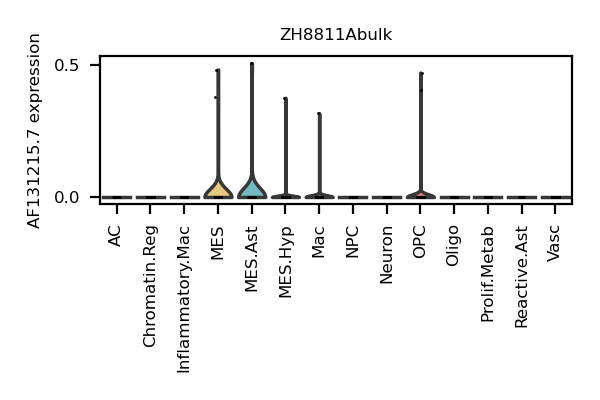 ZH8811Abulk
AF131215.7 expression
0.5
0.0
AC
Chromatin.Reg
Inflammatory.Mac
MES
MES.Ast
MES.Hyp
Mac
NPC
Neuron
OPC
Oligo
Prolif.Metab
Reactive.Ast
Vasc